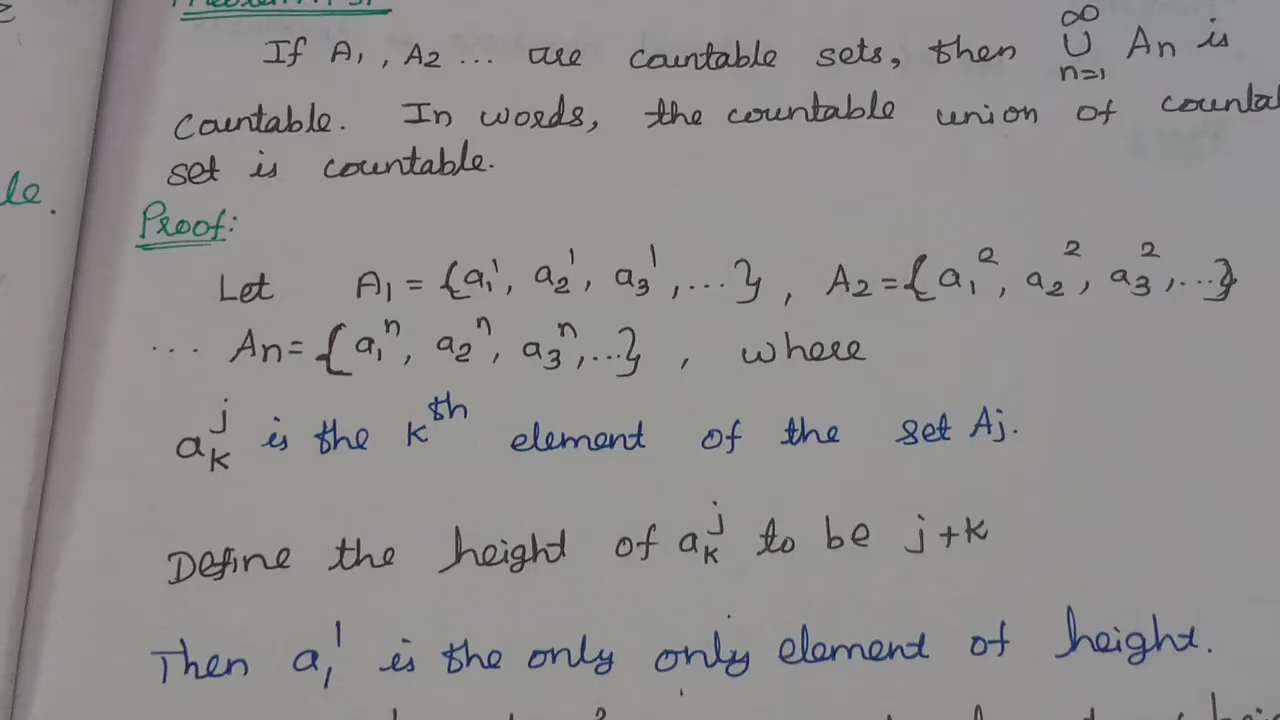 If A₁, A₂ ... are countable sets, then ∞∪n=1 An is
countable. In words, the countable union of
set is countable.
le.
Proof:
Let A₁ = {a₁¹, a₂¹, a₃¹, ...}, A₂ = {a₁², a₂², a₃², ...}
... An = {a₁ⁿ, a₂ⁿ, a₃ⁿ, ...}, where
aₖʲ is the kᵗʰ element of the set Aj.
Define the height of aₖʲ to be j+k
Then a₁¹ is the only only element of height.